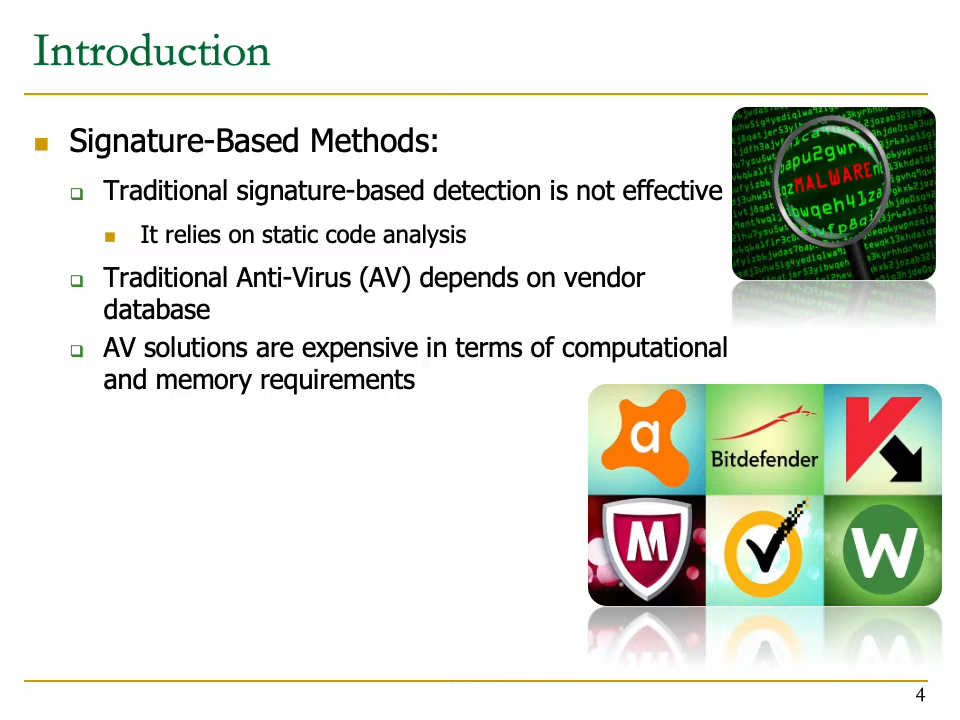 Introduction
Signature-Based Methods:
Traditional signature-based detection is not effective
It relies on static code analysis
Traditional Anti-Virus (AV) depends on vendor
database
AV solutions are expensive in terms of computational
and memory requirements
apu2gwr
MALWARE
bwqeh41za
a
Bitdefender
M
W
4